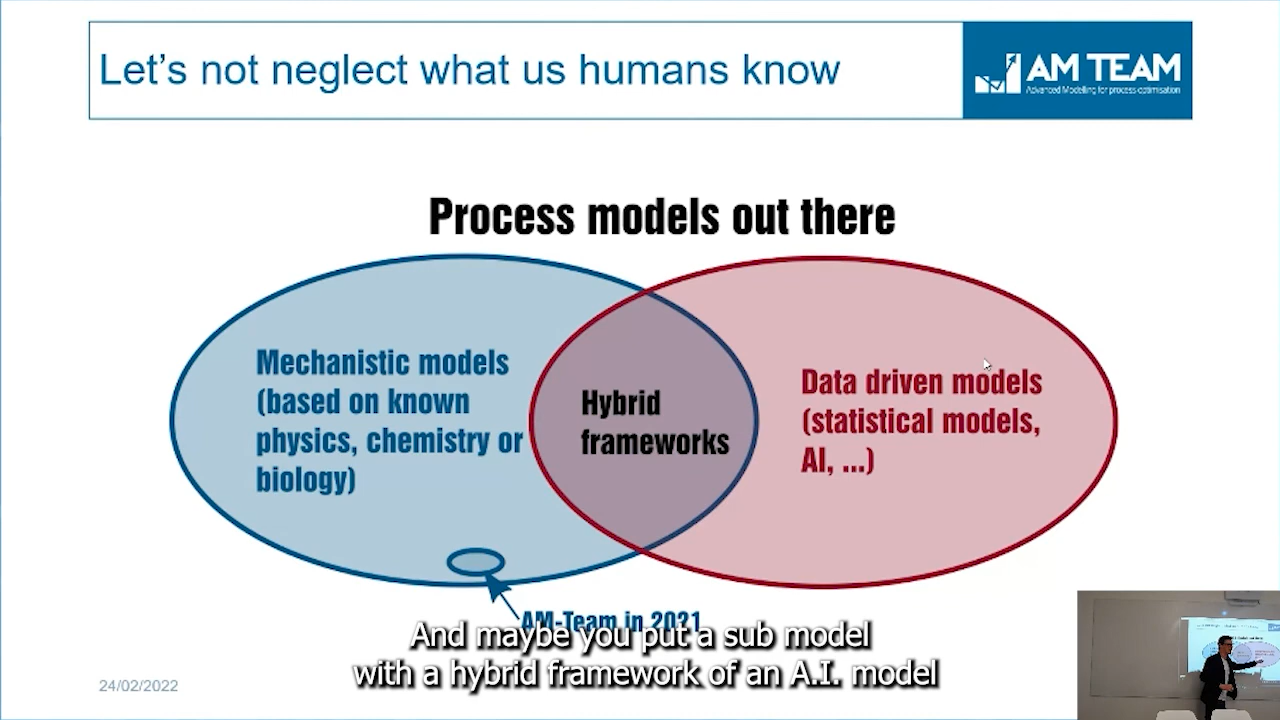 Let's not neglect what us humans know
AM TEAM
Advanced Modelling for process optimisation
Process models out there
Mechanistic models
(based on known
physics, chemistry or
biology)
Hybrid
frameworks
Data driven models
(statistical models,
AI, ...)
AM-Team in 2021
And maybe you put a sub model
with a hybrid framework of an A.I. model
24/02/2022